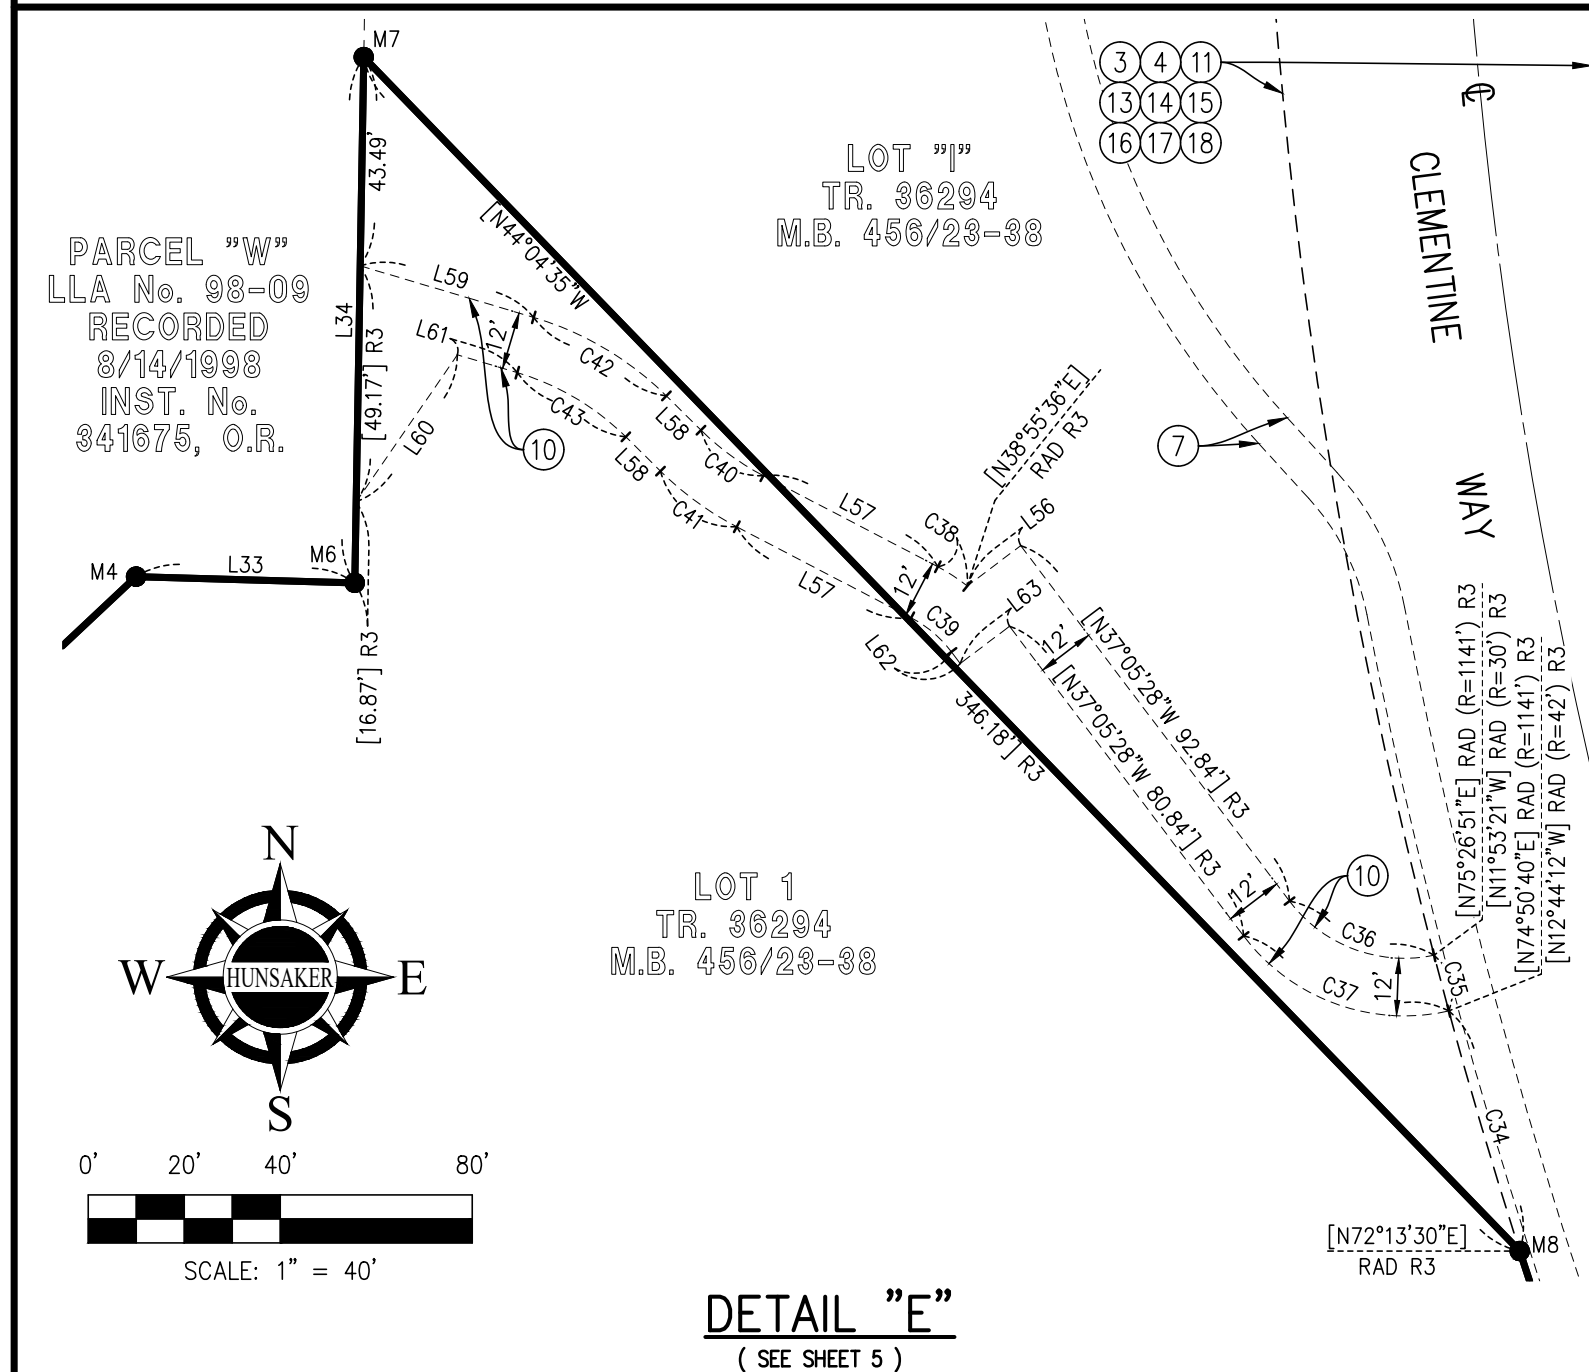 M7
3 4 11
13 14 15
16 17 18
℄
CLEMENTINE
WAY
LOT "I"
TR. 36294
M.B. 456/23-38
43.49'
[N44°04'35"W
PARCEL "W"
LLA No. 98-09
RECORDED
8/14/1998
INST. No.
341675, O.R.
L34
[49.17'] R3
L59
L61
12'
C42
C43
L58
L58
L60
10
C40
C41
L57
L57
[N38°55'36"E]
RAD R3
7
C38
L56
12'
C39
L63
L62
12'
M4
L33
M6
[16.87'] R3
[N37°05'28"W 92.84'] R3
[N37°05'28"W 80.84'] R3
346.18'] R3
[N75°26'51"E] RAD (R=1141') R3
[N11°53'21"W] RAD (R=30') R3
[N74°50'40"E] RAD (R=1141') R3
[N12°44'12"W] RAD (R=42') R3
12'
10
C36
C37
12'
C35
C34
LOT 1
TR. 36294
M.B. 456/23-38
N
W
HUNSAKER
E
S
0' 20' 40' 80'
SCALE: 1" = 40'
[N72°13'30"E]
RAD R3
M8
DETAIL "E"
( SEE SHEET 5 )